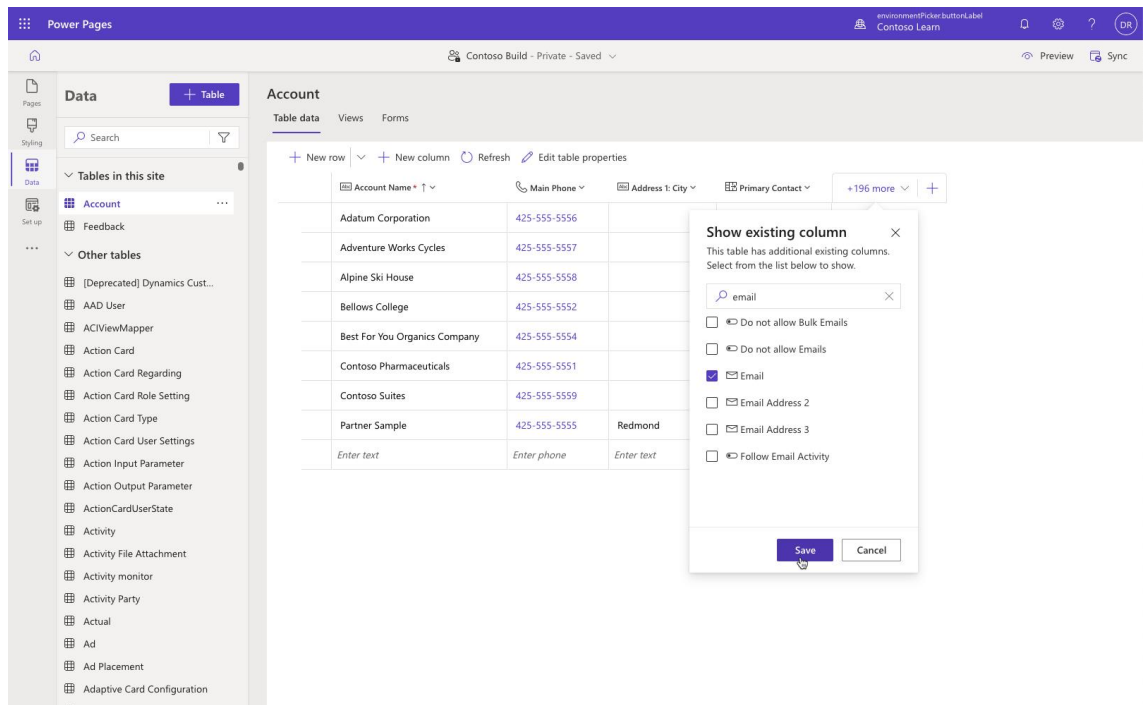 Power Pages
environmentPicker.buttonLabel
Contoso Learn
?
DR
Contoso Build - Private - Saved
Preview
Sync
Pages
Styling
Data
Set up
Data
+ Table
Search
Tables in this site
Account
Feedback
Other tables
[Deprecated] Dynamics Cust...
AAD User
ACIViewMapper
Action Card
Action Card Regarding
Action Card Role Setting
Action Card Type
Action Card User Settings
Action Input Parameter
Action Output Parameter
ActionCardUserState
Activity
Activity File Attachment
Activity monitor
Activity Party
Actual
Ad
Ad Placement
Adaptive Card Configuration
Account
Table data Views Forms
+ New row + New column Refresh Edit table properties
Abc Account Name * ↑ Main Phone Abc Address 1: City Primary Contact +196 more +
Adatum Corporation 425-555-5556
Adventure Works Cycles 425-555-5557
Alpine Ski House 425-555-5558
Bellows College 425-555-5552
Best For You Organics Company 425-555-5554
Contoso Pharmaceuticals 425-555-5551
Contoso Suites 425-555-5559
Partner Sample 425-555-5555 Redmond
Enter text Enter phone Enter text
Show existing column
This table has additional existing columns.
Select from the list below to show.
email
Do not allow Bulk Emails
Do not allow Emails
Email
Email Address 2
Email Address 3
Follow Email Activity
Save
Cancel